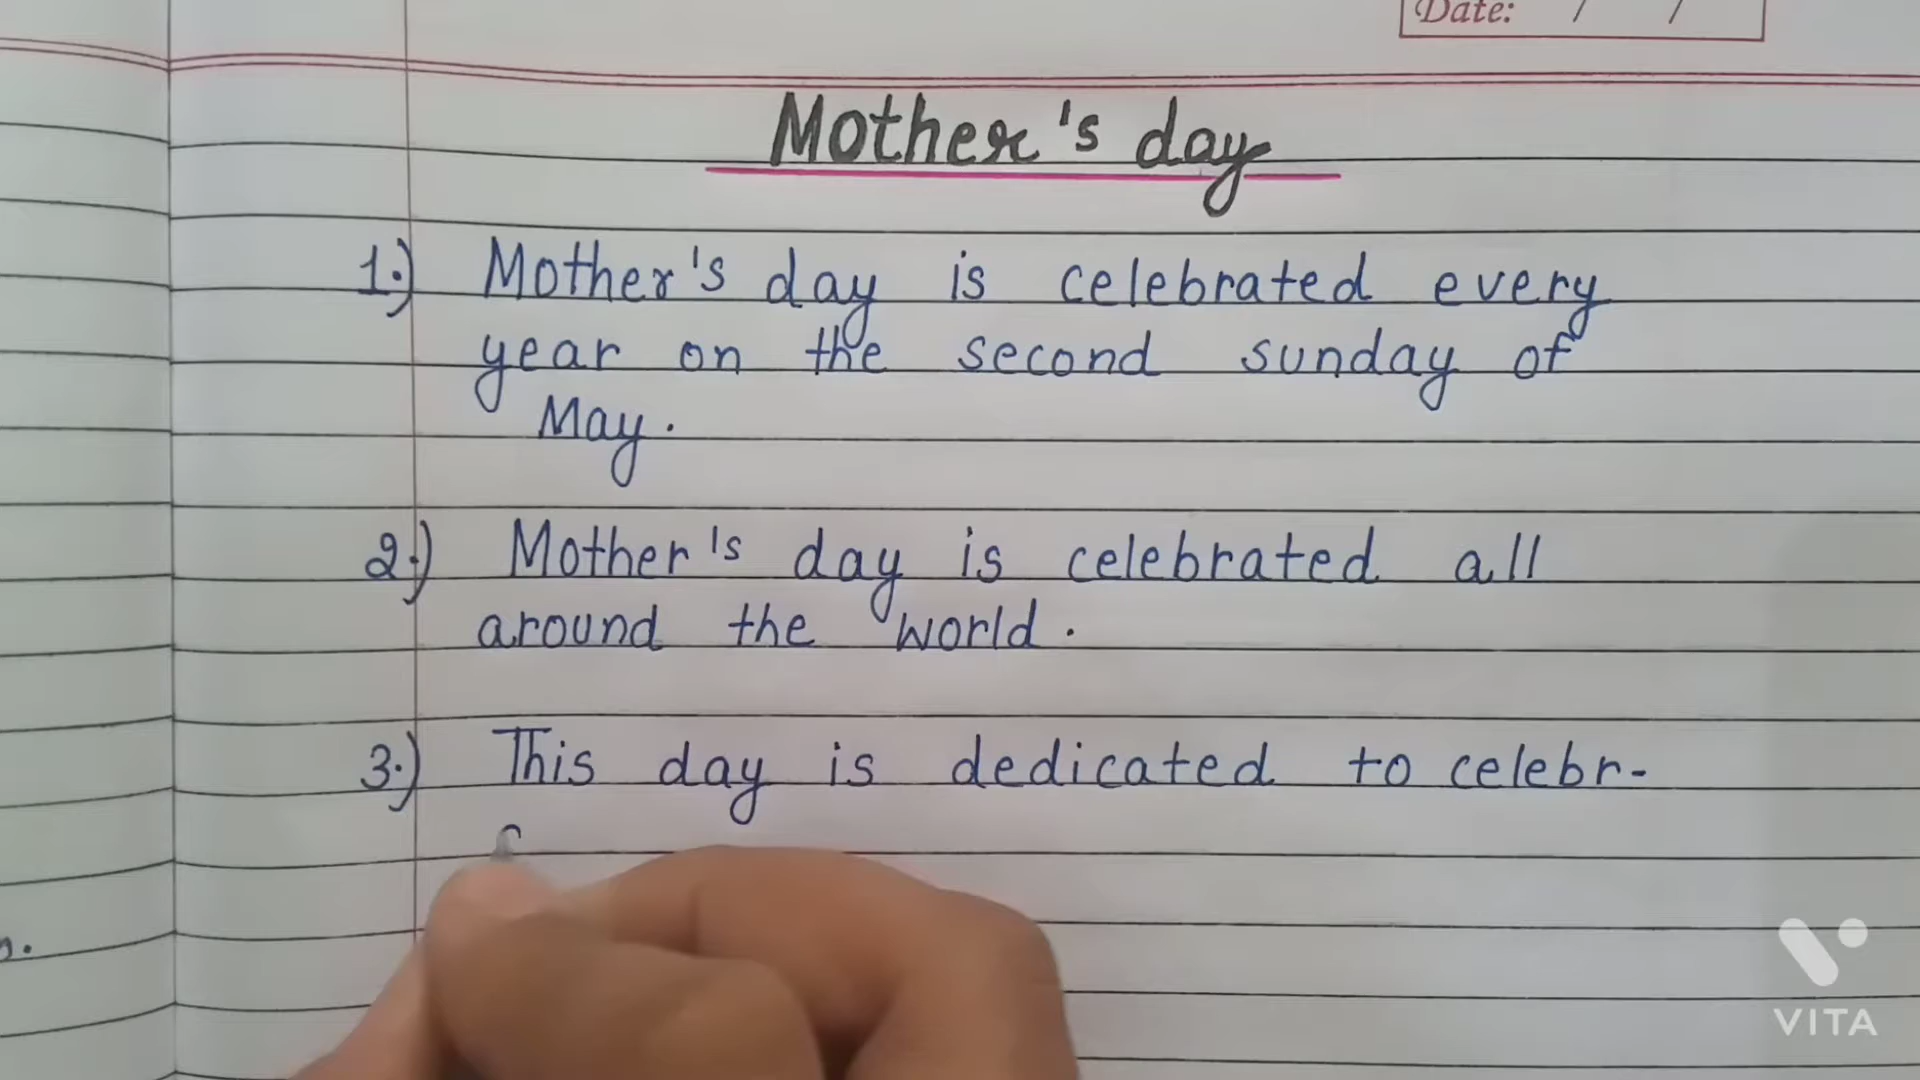 Date: / /
Mother's day
1.) Mother's day is celebrated every
year on the second sunday of
May.
2.) Mother's day is celebrated all
around the world.
3.) This day is dedicated to celebr-
VITA